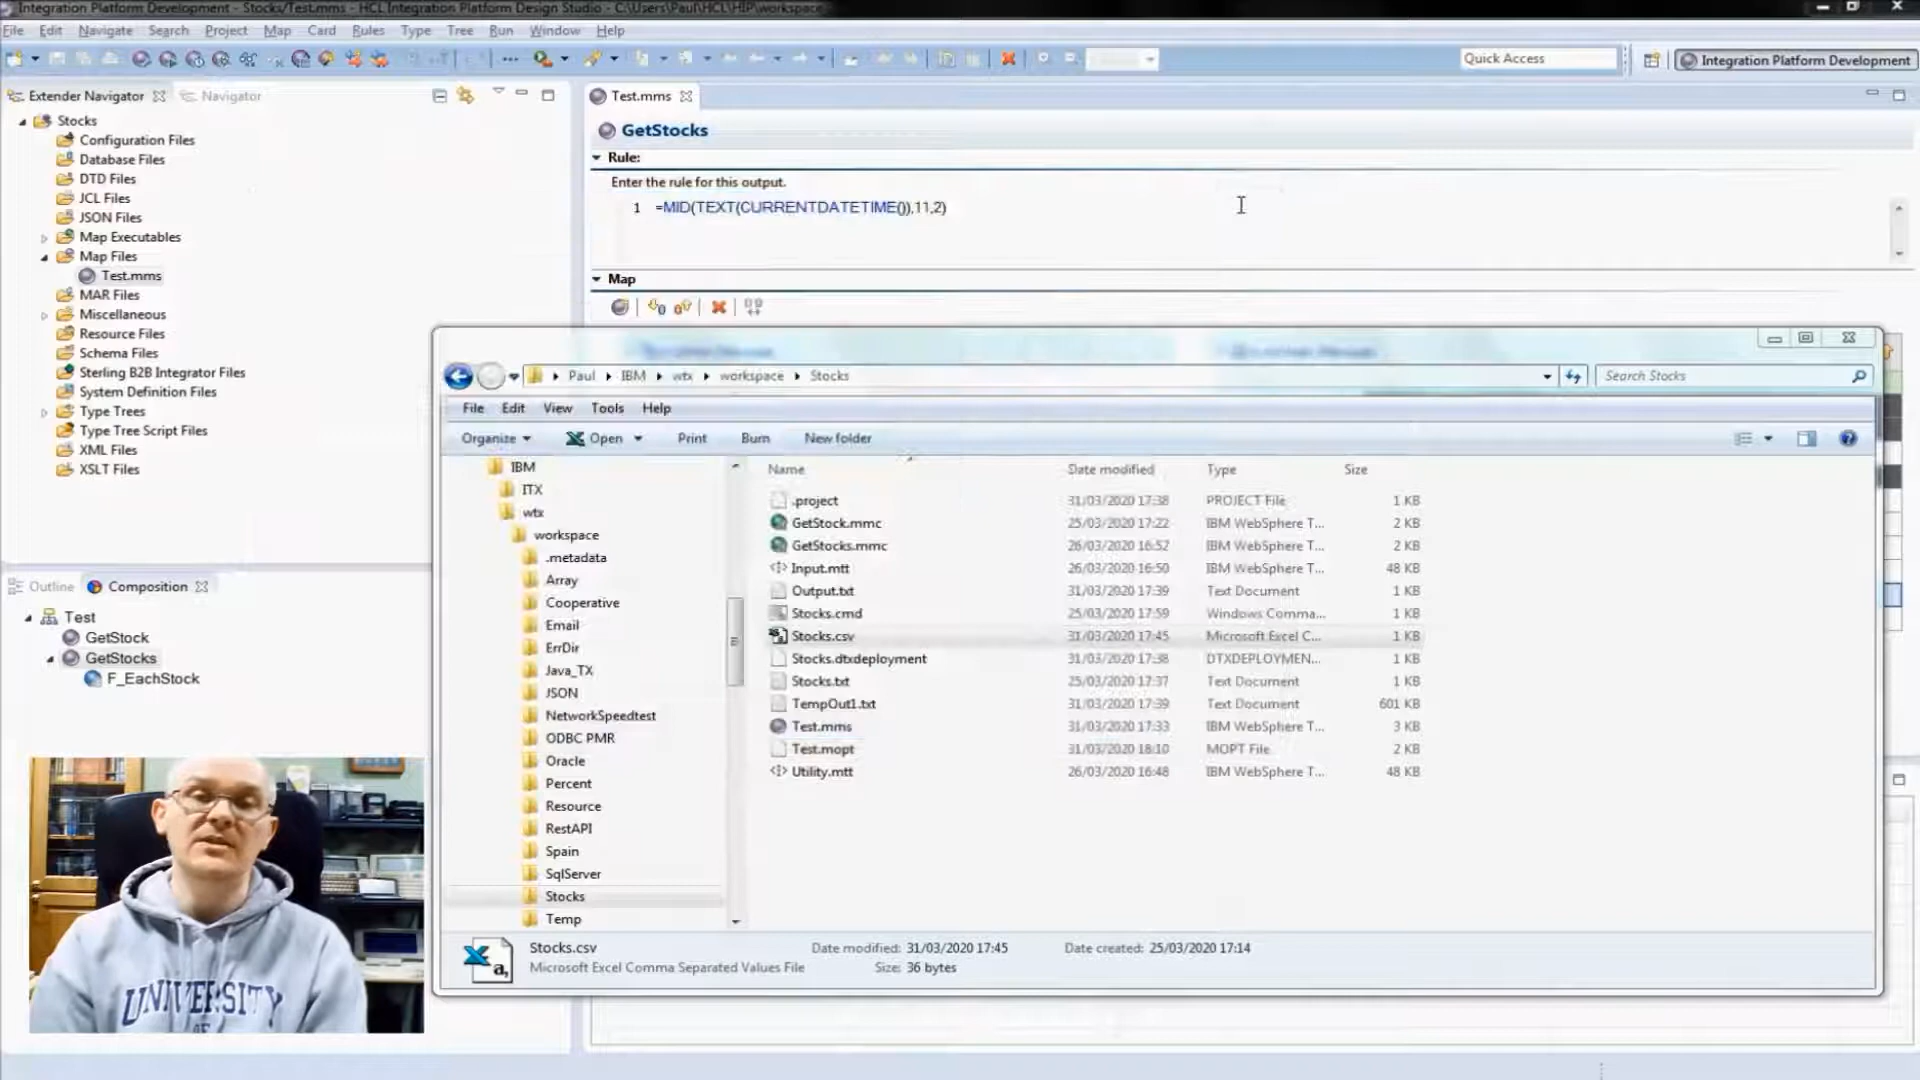 Integration Platform Development - Stocks/Test.mms - HCL Integration Platform Design Studio - C:\Users\Paul\HCL\HIP\workspace
File Edit Navigate Search Project Map Card Rules Type Tree Run Window Help
Quick Access
Integration Platform Development
Extender Navigator
Navigator
Stocks
Configuration Files
Database Files
DTD Files
JCL Files
JSON Files
Map Executables
Map Files
Test.mms
MAR Files
Miscellaneous
Resource Files
Schema Files
Sterling B2B Integrator Files
System Definition Files
Type Trees
Type Tree Script Files
XML Files
XSLT Files
Outline
Composition
Test
GetStock
GetStocks
F_EachStock
UNIVERSITY
OF
Test.mms
GetStocks
Rule:
Enter the rule for this output.
1 =MID(TEXT(CURRENTDATETIME()),11,2)
Map
Paul IBM wtx workspace Stocks
Search Stocks
File Edit View Tools Help
Organize Open Print Burn New folder
IBM
ITX
wtx
workspace
.metadata
Array
Cooperative
Email
ErrDir
Java_TX
JSON
NetworkSpeedtest
ODBC PMR
Oracle
Percent
Resource
RestAPI
Spain
SqlServer
Stocks
Temp
Name Date modified Type Size
.project 31/03/2020 17:38 PROJECT File 1 KB
GetStock.mmc 25/03/2020 17:22 IBM WebSphere T... 2 KB
GetStocks.mmc 26/03/2020 16:52 IBM WebSphere T... 2 KB
Input.mtt 26/03/2020 16:50 IBM WebSphere T... 48 KB
Output.txt 31/03/2020 17:39 Text Document 1 KB
Stocks.cmd 25/03/2020 17:59 Windows Comma... 1 KB
Stocks.csv 31/03/2020 17:45 Microsoft Excel C... 1 KB
Stocks.dtxdeployment 31/03/2020 17:38 DTXDEPLOYMEN... 1 KB
Stocks.txt 25/03/2020 17:37 Text Document 1 KB
TempOut1.txt 31/03/2020 17:39 Text Document 601 KB
Test.mms 31/03/2020 17:33 IBM WebSphere T... 3 KB
Test.mopt 31/03/2020 18:10 MOPT File 2 KB
Utility.mtt 26/03/2020 16:48 IBM WebSphere T... 48 KB
Stocks.csv Date modified: 31/03/2020 17:45 Date created: 25/03/2020 17:14
Microsoft Excel Comma Separated Values File Size: 36 bytes